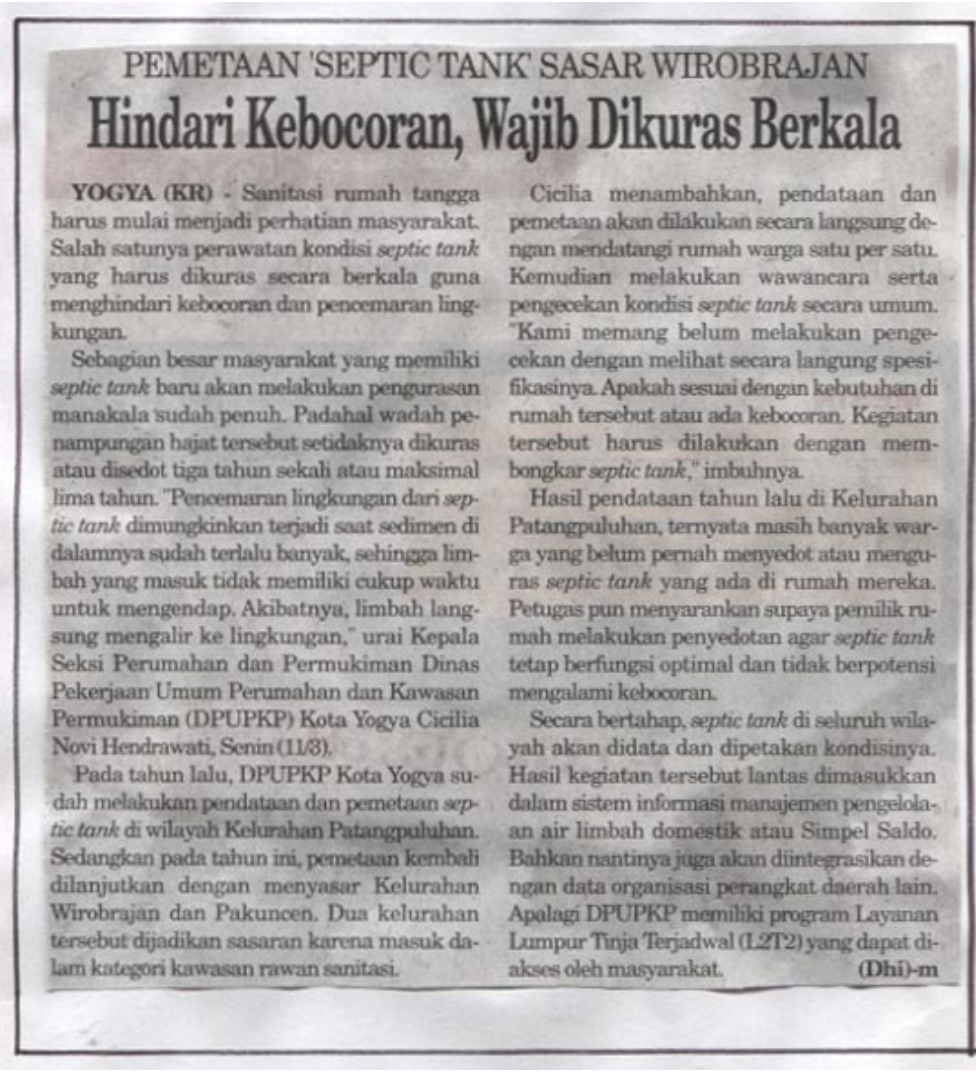 PEMETAAN 'SEPTIC TANK' SASAR WIROBRAJAN
Hindari Kebocoran, Wajib Dikuras Berkala
YOGYA (KR) - Sanitasi rumah tangga
harus mulai menjadi perhatian masyarakat.
Salah satunya perawatan kondisi septic tank
yang harus dikuras secara berkala guna
menghindari kebocoran dan pencemaran ling-
kungan.
Sebagian besar masyarakat yang memiliki
septic tank baru akan melakukan pengurasan
manakala sudah penuh. Padahal wadah pe-
nampungan hajat tersebut setidaknya dikuras
atau disedot tiga tahun sekali atau maksimal
lima tahun. "Pencemaran lingkungan dari sep-
tic tank dimungkinkan terjadi saat sedimen di
dalamnya sudah terlalu banyak, sehingga lim-
bah yang masuk tidak memiliki cukup waktu
untuk mengendap. Akibatnya, limbah lang-
sung mengalir ke lingkungan," urai Kepala
Seksi Perumahan dan Permukiman Dinas
Pekerjaan Umum Perumahan dan Kawasan
Permukiman (DPUPKP) Kota Yogya Cicilia
Novi Hendrawati, Senin (11/3).
Pada tahun lalu, DPUPKP Kota Yogya su-
dah melakukan pendataan dan pemetaan sep-
tic tank di wilayah Kelurahan Patangpuluhan.
Sedangkan pada tahun ini, pemetaan kembali
dilanjutkan dengan menyasar Kelurahan
Wirobrajan dan Pakuncen. Dua kelurahan
tersebut dijadikan sasaran karena masuk da-
lam kategori kawasan rawan sanitasi.
Cicilia menambahkan, pendataan dan
pemetaan akan dilakukan secara langsung de-
ngan mendatangi rumah warga satu per satu.
Kemudian melakukan wawancara serta
pengecekan kondisi septic tank secara umum.
"Kami memang belum melakukan penge-
cekan dengan melihat secara langung spesi-
fikasinya. Apakah sesuai dengan kebutuhan di
rumah tersebut atau ada kebocoran. Kegiatan
tersebut harus dilakukan dengan mem-
bongkar septic tank," imbuhnya.
Hasil pendataan tahun lalu di Kelurahan
Patangpuluhan, ternyata masih banyak war-
ga yang belum pernah menyedot atau mengu-
ras septic tank yang ada di rumah mereka.
Petugas pun menyarankan supaya pemilik ru-
mah melakukan penyedotan agar septic tank
tetap berfungsi optimal dan tidak berpotensi
mengalami kebocoran.
Secara bertahap, septic tank di seluruh wila-
yah akan didata dan dipetakan kondisinya.
Hasil kegiatan tersebut lantas dimasukkan
dalam sistem informasi manajemen pengelola-
an air limbah domestik atau Simpel Saldo.
Bahkan nantinya juga akan diintegrasikan de-
ngan data organisasi perangkat daerah lain.
Apalagi DPUPKP memiliki program Layanan
Lumpur Tinja Terjadwal (L2T2) yang dapat di-
akses oleh masyarakat. (Dhi)-m